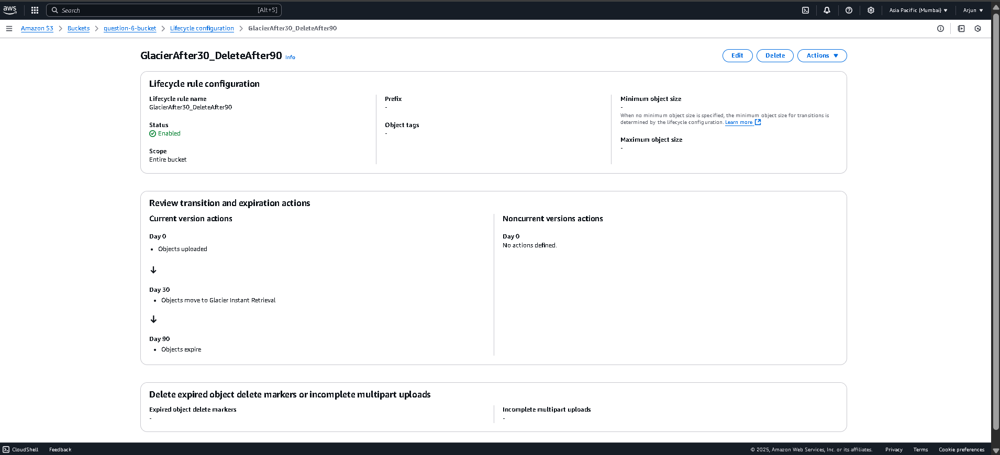 aws
Search [Alt+S]
Asia Pacific (Mumbai) ▼
Arjun ▼
Amazon S3 > Buckets > question-6-bucket > Lifecycle configuration > GlacierAfter30_DeleteAfter90
GlacierAfter30_DeleteAfter90 Info
Edit
Delete
Actions ▼
Lifecycle rule configuration
Lifecycle rule name
GlacierAfter30_DeleteAfter90
Status
Enabled
Scope
Entire bucket
Prefix
-
Object tags
-
Minimum object size
-
When no minimum object size is specified, the minimum object size for transitions is
determined by the lifecycle configuration. Learn more
Maximum object size
-
Review transition and expiration actions
Current version actions
Day 0
• Objects uploaded
↓
Day 30
• Objects move to Glacier Instant Retrieval
↓
Day 90
• Objects expire
Noncurrent versions actions
Day 0
No actions defined.
Delete expired object delete markers or incomplete multipart uploads
Expired object delete markers
-
Incomplete multipart uploads
-
CloudShell
Feedback
© 2025, Amazon Web Services, Inc. or its affiliates.
Privacy
Terms
Cookie preferences